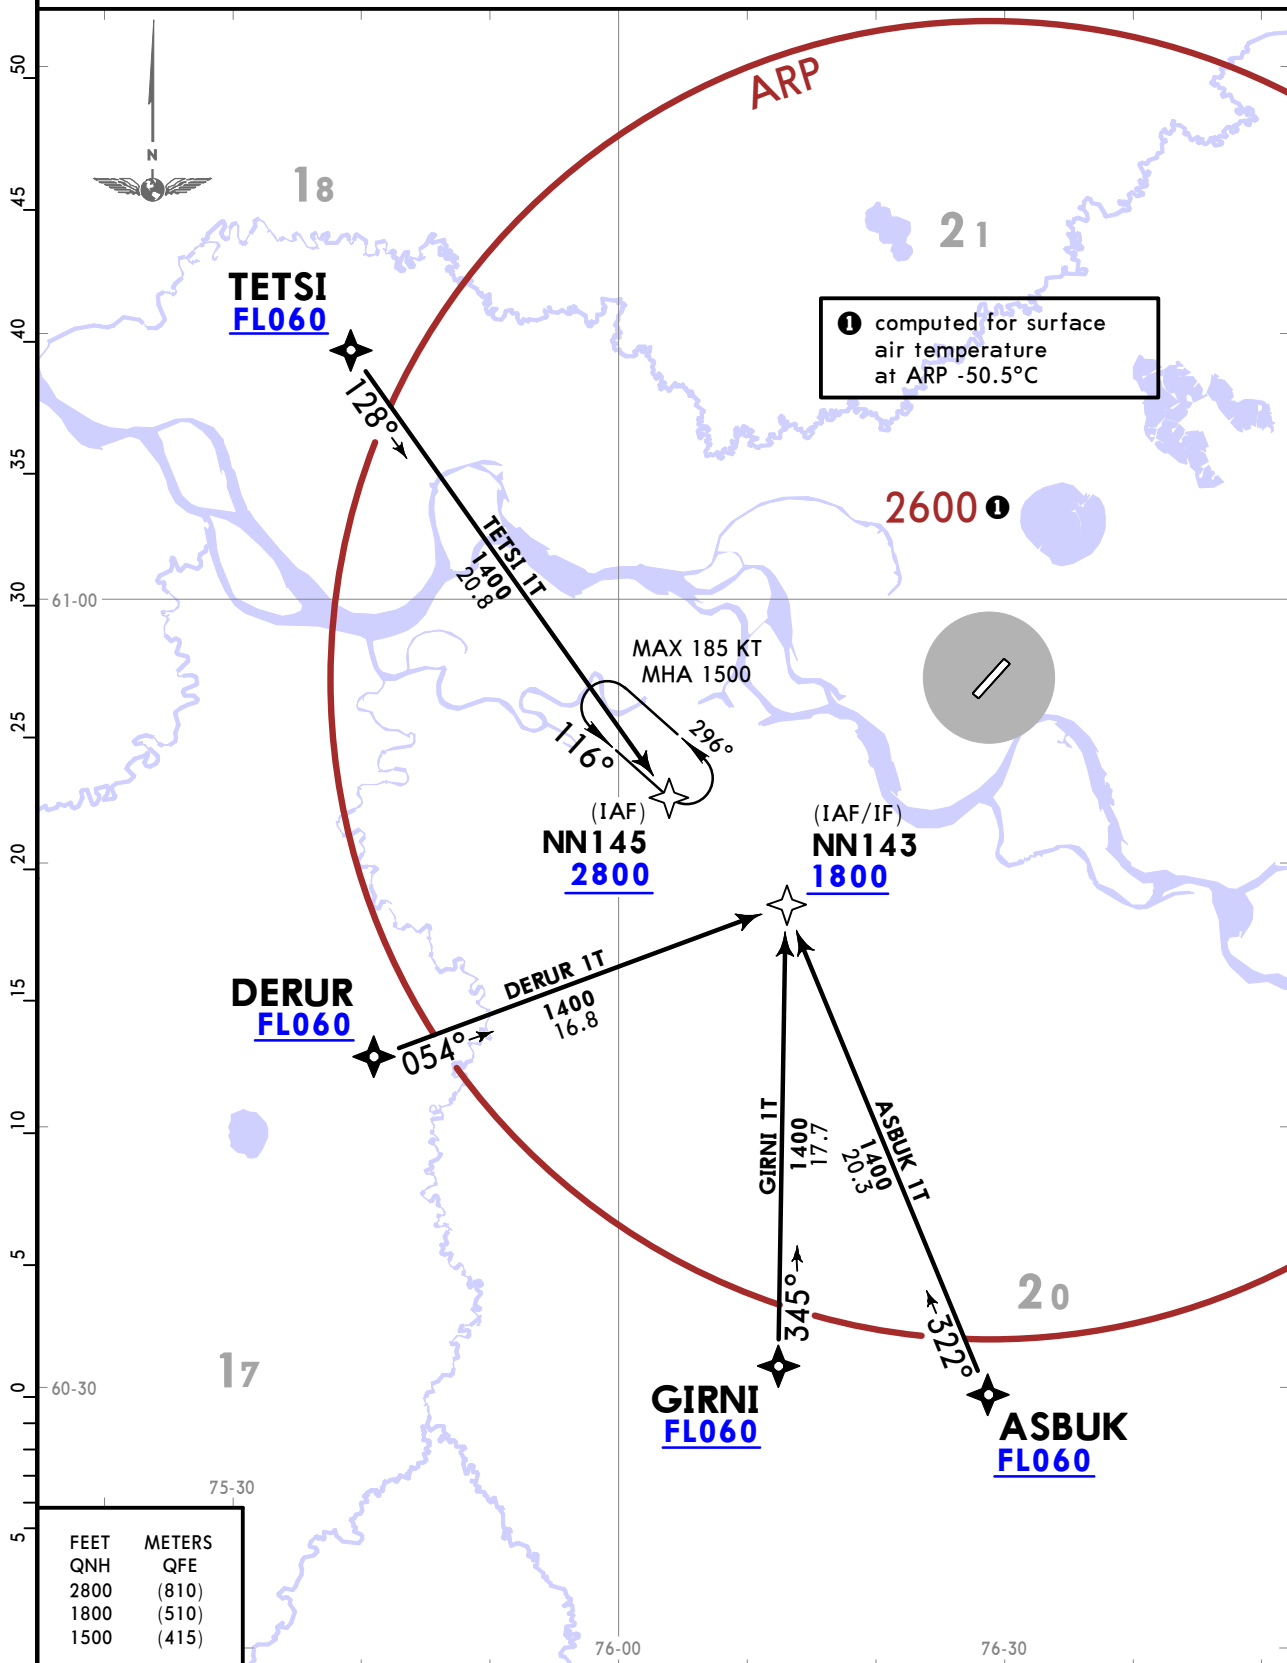 50
45
40
35
30
25
20
15
10
5
0
5
N
ARP
18
21
TETSI
FL060
❶ computed for surface
air temperature
at ARP -50.5°C
128°
2600 ❶
TETSI 1T
1400
20.8
61-00
MAX 185 KT
MHA 1500
116°
296°
(IAF)
NN145
2800
(IAF/IF)
NN143
1800
DERUR
FL060
054°
DERUR 1T
1400
16.8
GIRNI 1T
1400
17.7
345°
ASBUK 1T
1400
20.3
322°
20
17
60-30
GIRNI
FL060
ASBUK
FL060
75-30
FEET METERS
QNH QFE
2800 (810)
1800 (510)
1500 (415)
76-00
76-30